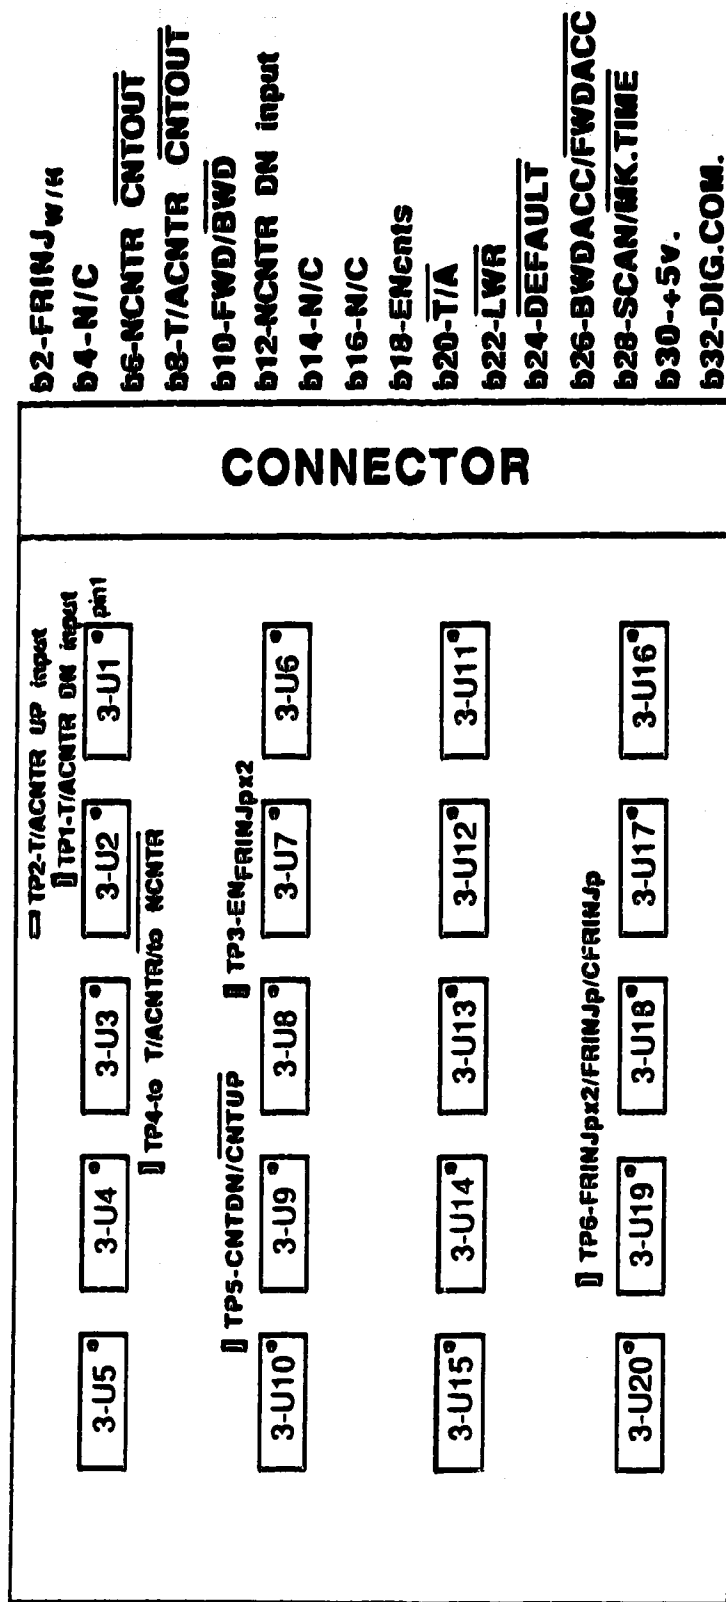 TP2-T/ACNTR UP input
TP1-T/ACNTR DN input
pin1
3-U5
3-U4
3-U3
3-U2
3-U1
TP4-to T/ACNTR/to NCNTR
TP5-CNTDN/CNTUP
TP3-ENFRINJpx2
3-U10
3-U9
3-U8
3-U7
3-U6
3-U15
3-U14
3-U13
3-U12
3-U11
TP6-FRINJpx2/FRINJp/CFRINJp
3-U20
3-U19
3-U18
3-U17
3-U16
CONNECTOR
b2-FRINJW/H
b4-N/C
b6-NCNTR CNTOUT
b8-T/ACNTR CNTOUT
b10-FWD/BWD
b12-NCNTR DN input
b14-N/C
b16-N/C
b18-ENcnts
b20-T/A
b22-LWR
b24-DEFAULT
b26-BWDACC/FWDACC
b28-SCAN/MK.TIME
b30-+5v.
b32-DIG.COM.